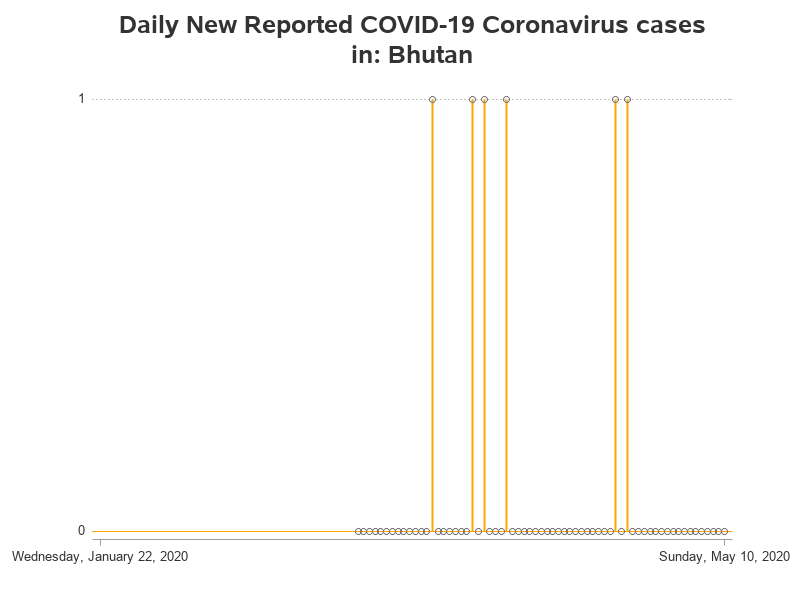 Daily New Reported COVID-19 Coronavirus cases
in: Bhutan
1
0
Wednesday, January 22, 2020
Sunday, May 10, 2020